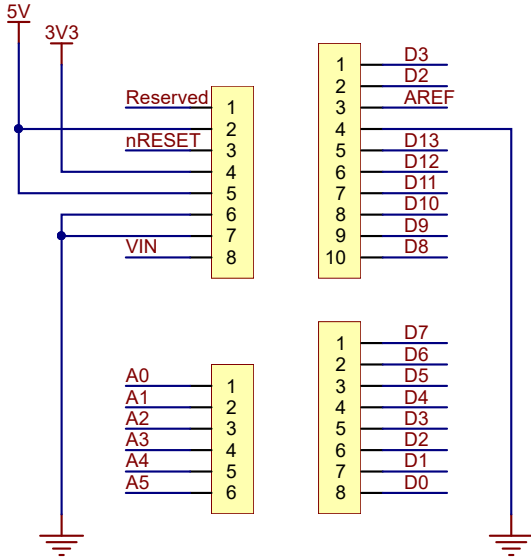 5V
3V3
Reserved 1
2
nRESET 3
4
5
6
7
VIN 8
1 D3
2 D2
3 AREF
4
5 D13
6 D12
7 D11
8 D10
9 D9
10 D8
A0 1
A1 2
A2 3
A3 4
A4 5
A5 6
1 D7
2 D6
3 D5
4 D4
5 D3
6 D2
7 D1
8 D0